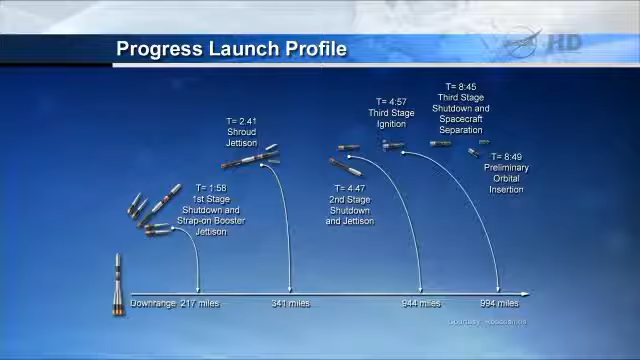 HD
Progress Launch Profile
T= 8:45
Third Stage
Shutdown and
Spacecraft
Separation
T= 4:57
Third Stage
Ignition
T= 2.41
Shroud
Jettison
T= 8:49
Preliminary
Orbital
Insertion
T= 1:58
1st Stage
Shutdown and
Strap-on Booster
Jettison
T= 4:47
2nd Stage
Shutdown
and Jettison
Downrange 217 miles
341 miles
944 miles
994 miles
Courtesy: Roscosmos